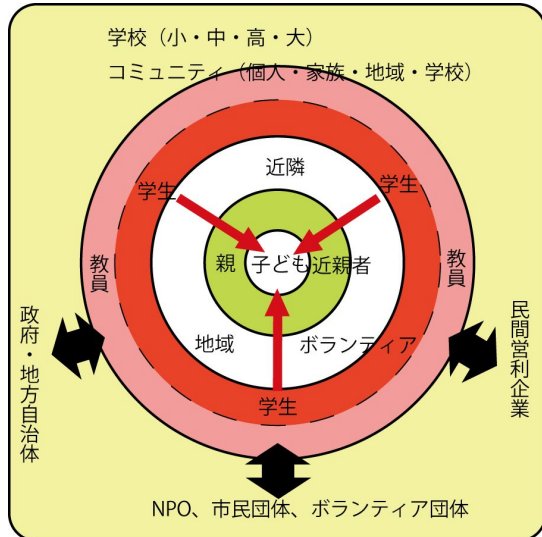 学校（小・中・高・大）
コミュニティ（個人・家族・地域・学校）
近隣
学生
学生
親
子ども
近親者
教員
教員
地域
ボランティア
学生
政府・地方自治体
民間営利企業
NPO、市民団体、ボランティア団体